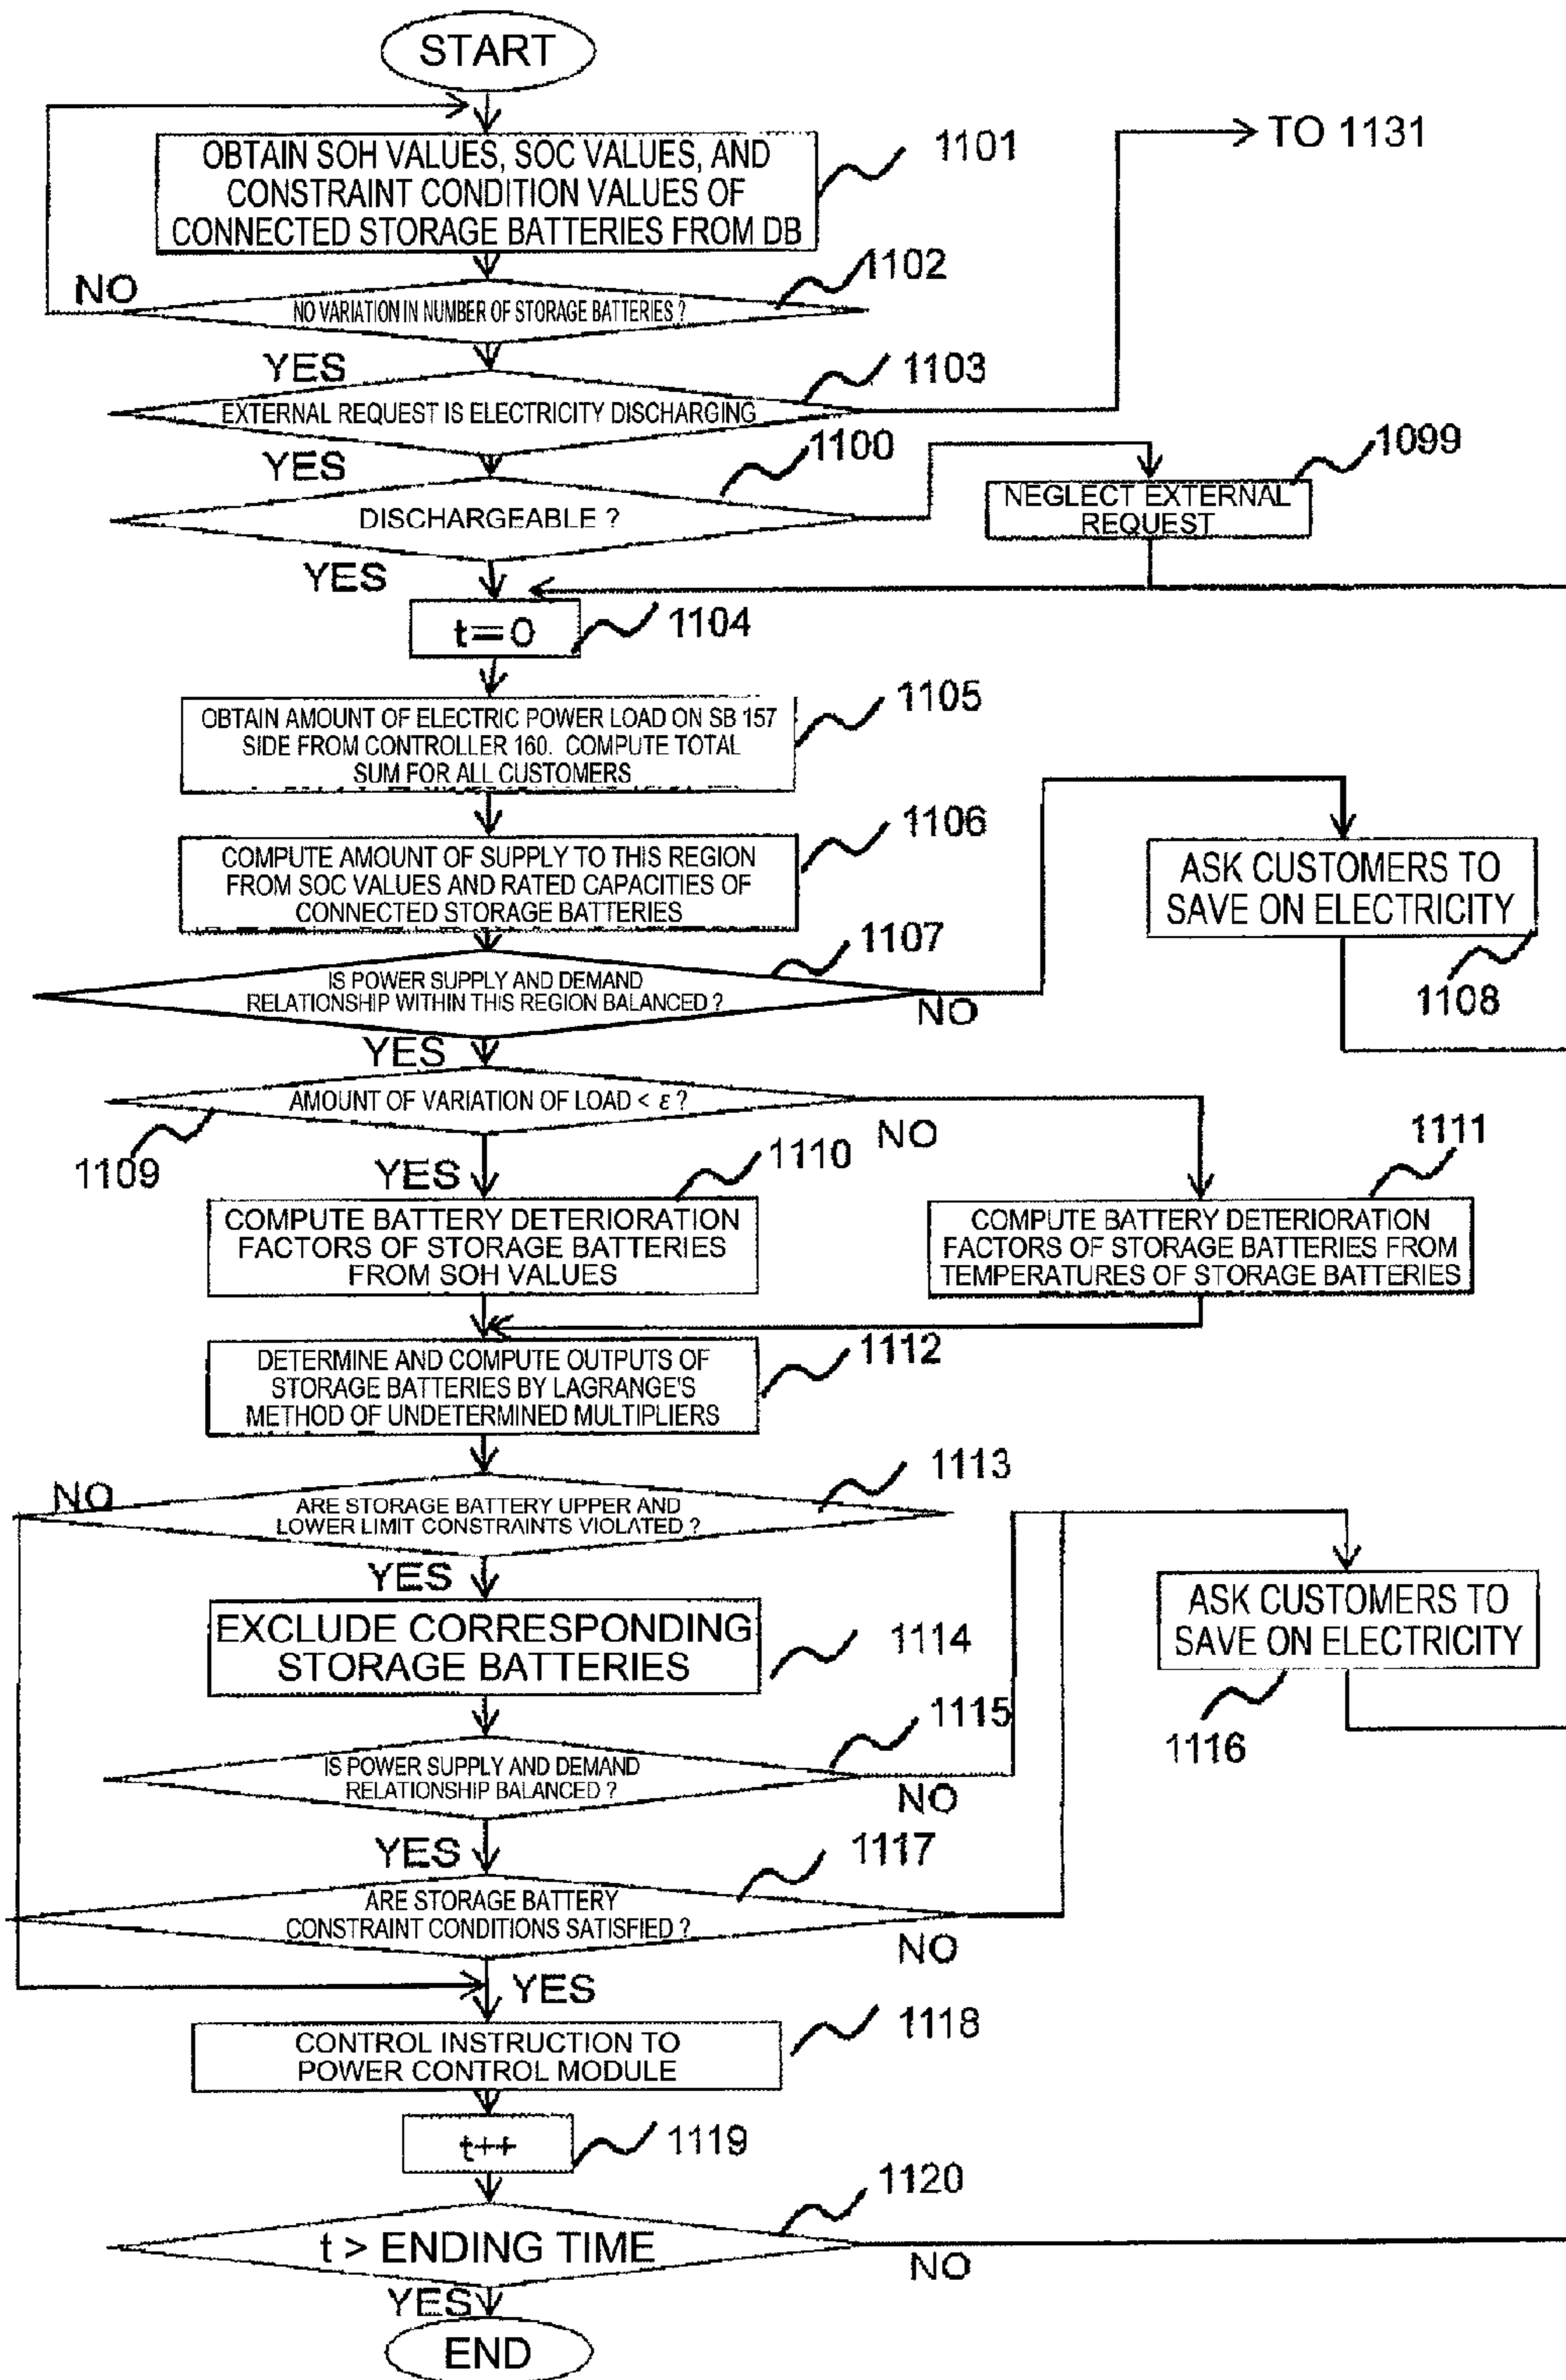 START
TO 1131
OBTAIN SOH VALUES, SOC VALUES, AND
CONSTRAINT CONDITION VALUES OF
CONNECTED STORAGE BATTERIES FROM DB
1101
NO
NO VARIATION IN NUMBER OF STORAGE BATTERIES ?
1102
YES
EXTERNAL REQUEST IS ELECTRICITY DISCHARGING
1103
YES
DISCHARGEABLE ?
1100
NEGLECT EXTERNAL
REQUEST
1099
YES
t=0
1104
OBTAIN AMOUNT OF ELECTRIC POWER LOAD ON SB 157
SIDE FROM CONTROLLER 160. COMPUTE TOTAL
SUM FOR ALL CUSTOMERS
1105
COMPUTE AMOUNT OF SUPPLY TO THIS REGION
FROM SOC VALUES AND RATED CAPACITIES OF
CONNECTED STORAGE BATTERIES
1106
ASK CUSTOMERS TO
SAVE ON ELECTRICITY
1108
IS POWER SUPPLY AND DEMAND
RELATIONSHIP WITHIN THIS REGION BALANCED ?
1107
NO
YES
AMOUNT OF VARIATION OF LOAD < ε ?
1109
NO
YES
COMPUTE BATTERY DETERIORATION
FACTORS OF STORAGE BATTERIES
FROM SOH VALUES
1110
COMPUTE BATTERY DETERIORATION
FACTORS OF STORAGE BATTERIES FROM
TEMPERATURES OF STORAGE BATTERIES
1111
DETERMINE AND COMPUTE OUTPUTS OF
STORAGE BATTERIES BY LAGRANGE'S
METHOD OF UNDETERMINED MULTIPLIERS
1112
NO
ARE STORAGE BATTERY UPPER AND
LOWER LIMIT CONSTRAINTS VIOLATED ?
1113
YES
EXCLUDE CORRESPONDING
STORAGE BATTERIES
1114
ASK CUSTOMERS TO
SAVE ON ELECTRICITY
1116
IS POWER SUPPLY AND DEMAND
RELATIONSHIP BALANCED ?
1115
NO
YES
ARE STORAGE BATTERY
CONSTRAINT CONDITIONS SATISFIED ?
1117
NO
YES
CONTROL INSTRUCTION TO
POWER CONTROL MODULE
1118
t++
1119
t > ENDING TIME
1120
NO
YES
END